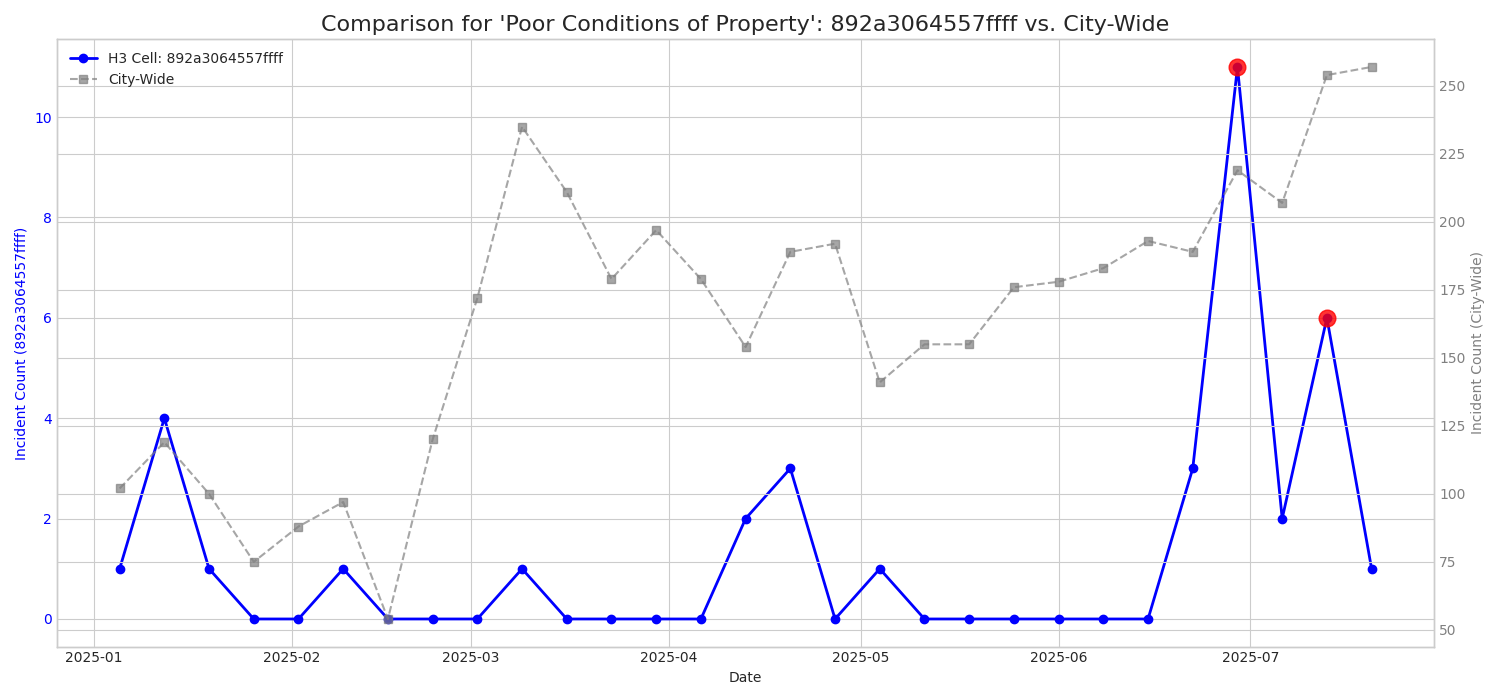 Comparison for 'Poor Conditions of Property': 892a3064557ffff vs. City-Wide
H3 Cell: 892a3064557ffff
City-Wide
Incident Count (892a3064557ffff)
10
8
6
4
2
0
250
225
200
175
150
125
100
75
50
Incident Count (City-Wide)
2025-01 2025-02 2025-03 2025-04 2025-05 2025-06 2025-07
Date